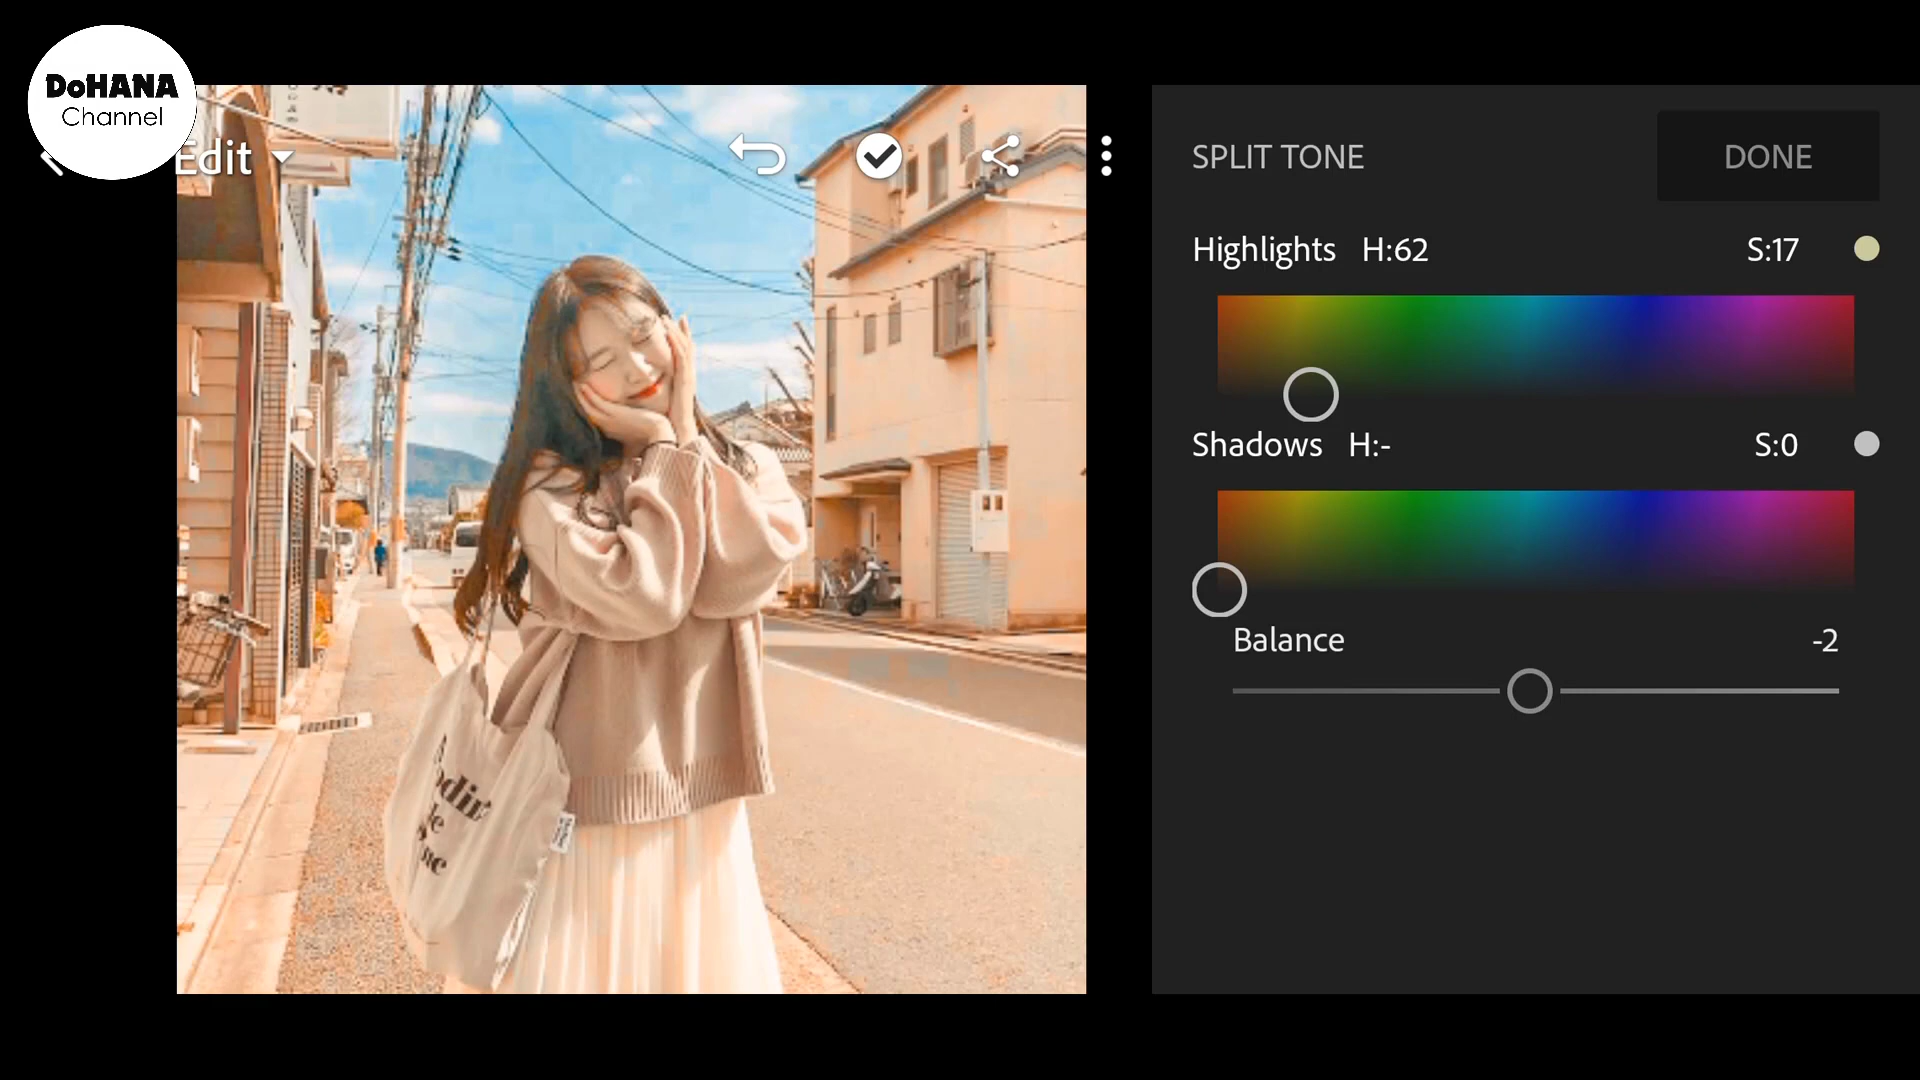 DoHANA
Channel
Edit
SPLIT TONE
DONE
Highlights H:62 S:17
Shadows H:- S:0
Balance -2